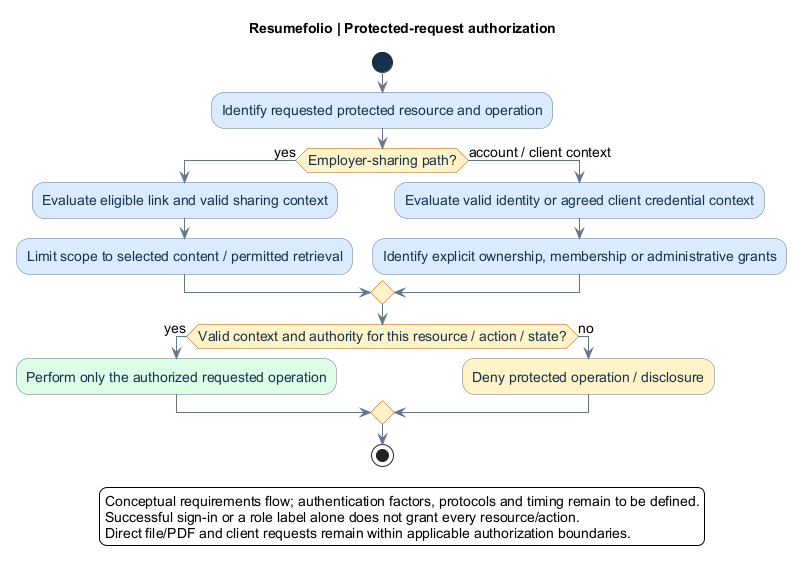 Resumefolio | Protected-request authorization
Identify requested protected resource and operation
yes
Employer-sharing path?
account / client context
Evaluate eligible link and valid sharing context
Evaluate valid identity or agreed client credential context
Limit scope to selected content / permitted retrieval
Identify explicit ownership, membership or administrative grants
yes
Valid context and authority for this resource / action / state?
no
Perform only the authorized requested operation
Deny protected operation / disclosure
Conceptual requirements flow; authentication factors, protocols and timing remain to be defined.
Successful sign-in or a role label alone does not grant every resource/action.
Direct file/PDF and client requests remain within applicable authorization boundaries.